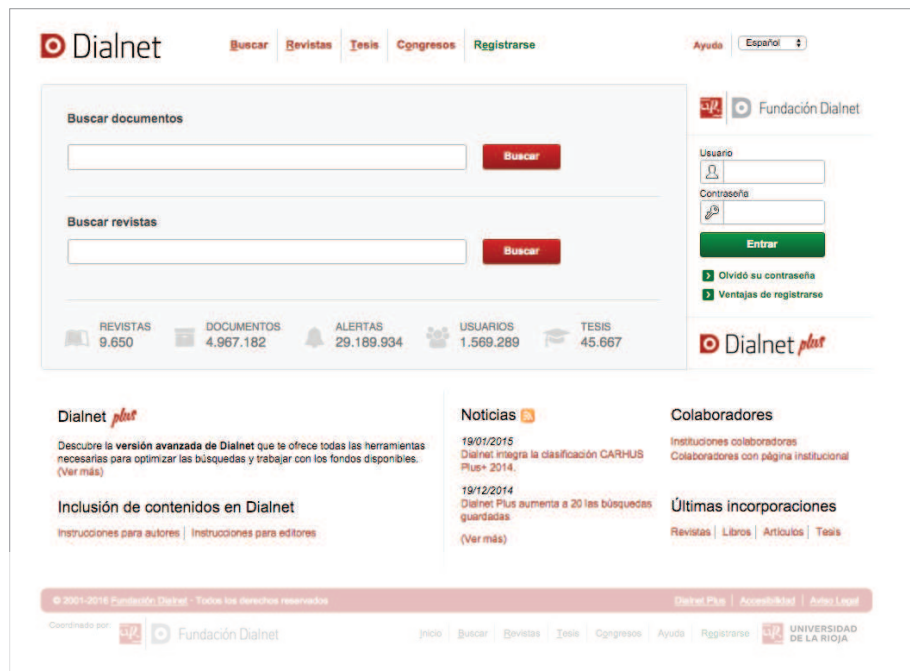 Dialnet
Buscar Revistas Tesis Congresos Registrarse
Ayuda Español
Buscar documentos
Buscar
Buscar revistas
Buscar
REVISTAS
9.650
DOCUMENTOS
4.967.182
ALERTAS
29.189.934
USUARIOS
1.569.289
TESIS
45.667
Fundación Dialnet
Usuario
Contraseña
Entrar
Olvidó su contraseña
Ventajas de registrarse
Dialnet plus
Dialnet plus
Descubre la versión avanzada de Dialnet que te ofrece todas las herramientas
necesarias para optimizar las búsquedas y trabajar con los fondos disponibles.
(Ver más)
Inclusión de contenidos en Dialnet
Instrucciones para autores Instrucciones para editores
Noticias
19/01/2015
Dialnet integra la clasificación CARHUS
Plus+ 2014.
19/12/2014
Dialnet Plus aumenta a 20 las búsquedas
guardadas
(Ver más)
Colaboradores
Instituciones colaboradoras
Colaboradores con página institucional
Últimas incorporaciones
Revistas Libros Artículos Tesis
© 2001-2016 Fundación Dialnet - Todos los derechos reservados
Dialnet Plus Accesibilidad Aviso Legal
Coordinado por:
Fundación Dialnet
Inicio Buscar Revistas Tesis Congresos Ayuda Registrarse
UNIVERSIDAD
DE LA RIOJA